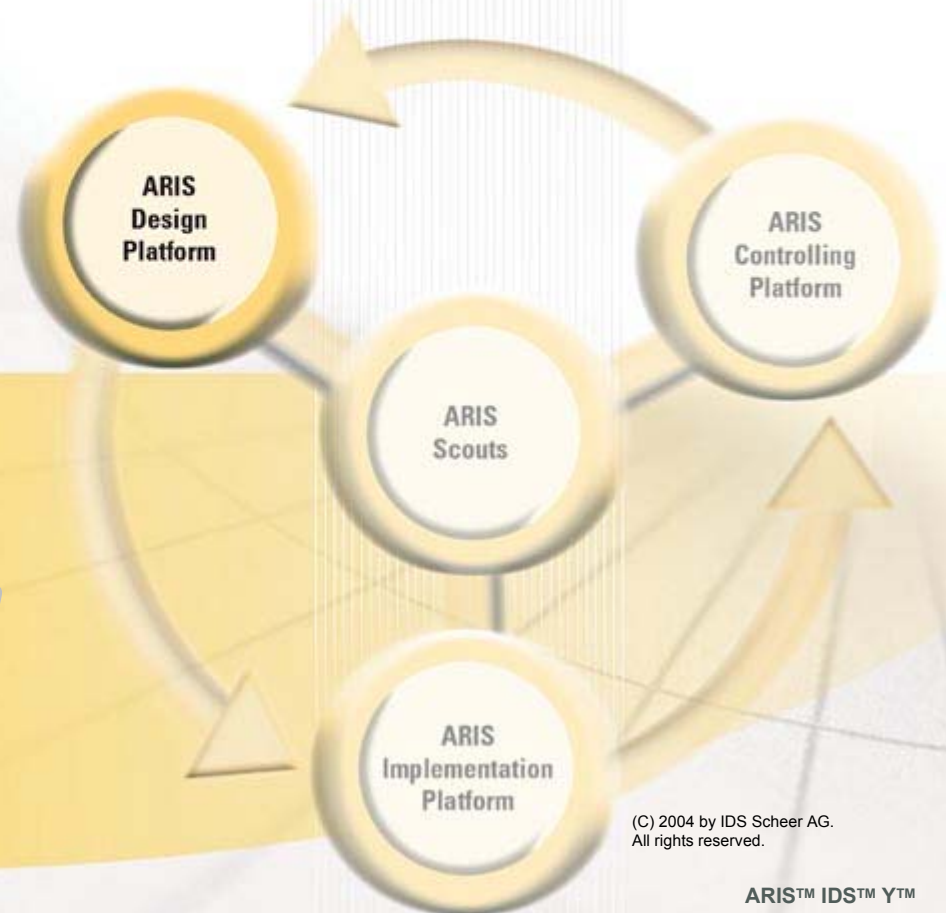 ARIS
Design
Platform
ARIS
Controlling
Platform
ARIS
Scouts
ARIS
Implementation
Platform
(C) 2004 by IDS Scheer AG.
All rights reserved.
ARIS™ IDS™ Y™